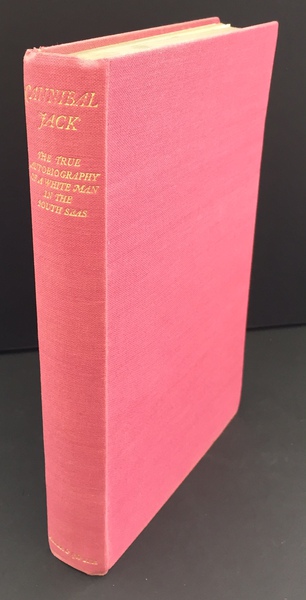 CANNIBAL
JACK
THE TRUE
AUTOBIOGRAPHY
OF A WHITE MAN
IN THE
SOUTH SEAS